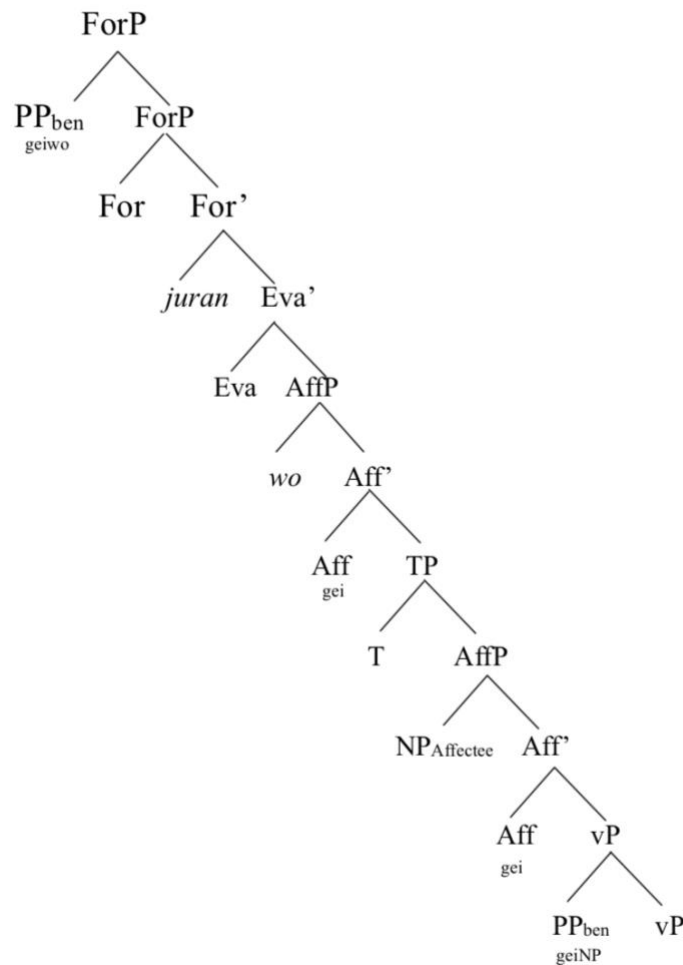 ForP
PPben ForP
geiwo
For For’
juran Eva’
Eva AffP
wo Aff’
Aff TP
gei
T AffP
NPAffectee Aff’
Aff vP
gei
PPben vP
geiNP